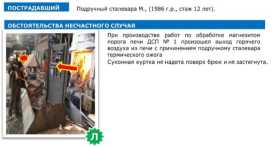 ПОСТРАДАВШИЙ
Подручный сталевара М., (1986 г.р., стаж 12 лет).
ОБСТОЯТЕЛЬСТВА НЕСЧАСТНОГО СЛУЧАЯ
При производстве работ по обработке магнезитом
порога печи ДСП № 1 произошел выход горячего
воздуха из печи с причинением подручному сталевара
термического ожога
Суконная куртка не надета поверх брюк и не застегнута.
Л